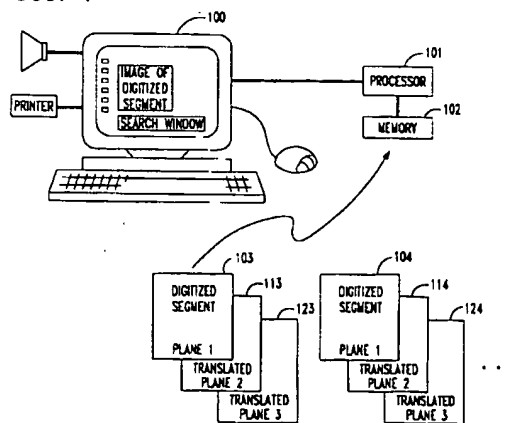 100
101
IMAGE OF
DIGITIZED
SEGMENT
PROCESSOR
PRINTER
102
SEARCH WINDOW
MEMORY
103
104
DIGITIZED
SEGMENT
113
DIGITIZED
SEGMENT
114
123
124
PLANE 1
PLANE 1
TRANSLATED
PLANE 2
TRANSLATED
PLANE 2
TRANSLATED
PLANE 3
TRANSLATED
PLANE 3